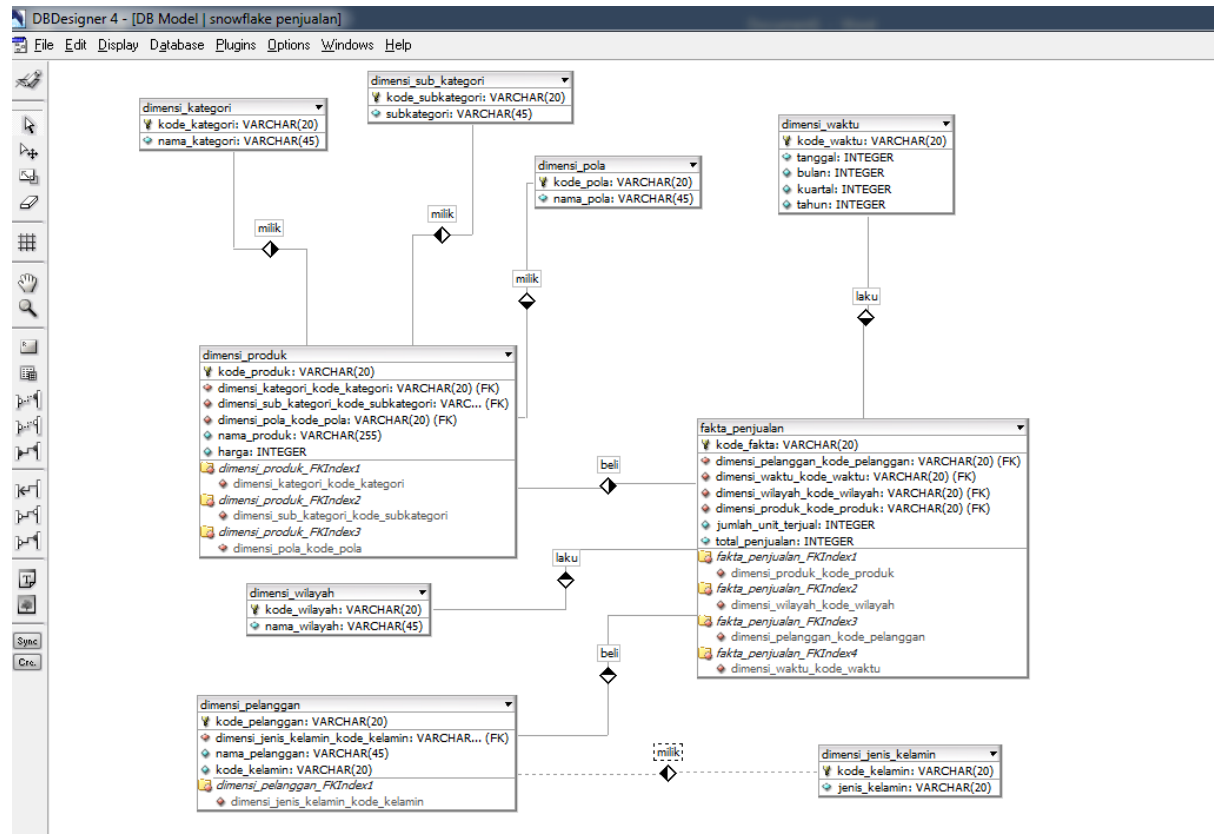 DBDesigner 4 - [DB Model | snowflake penjualan]
File Edit Display Database Plugins Options Windows Help
dimensi_sub_kategori
kode_subkategori: VARCHAR(20)
subkategori: VARCHAR(45)
dimensi_kategori
kode_kategori: VARCHAR(20)
nama_kategori: VARCHAR(45)
dimensi_waktu
kode_waktu: VARCHAR(20)
tanggal: INTEGER
bulan: INTEGER
kuartal: INTEGER
tahun: INTEGER
dimensi_pola
kode_pola: VARCHAR(20)
nama_pola: VARCHAR(45)
milik
milik
milik
laku
dimensi_produk
kode_produk: VARCHAR(20)
dimensi_kategori_kode_kategori: VARCHAR(20) (FK)
dimensi_sub_kategori_kode_subkategori: VARC... (FK)
dimensi_pola_kode_pola: VARCHAR(20) (FK)
nama_produk: VARCHAR(255)
harga: INTEGER
dimensi_produk_FKIndex1
dimensi_kategori_kode_kategori
dimensi_produk_FKIndex2
dimensi_sub_kategori_kode_subkategori
dimensi_produk_FKIndex3
dimensi_pola_kode_pola
beli
fakta_penjualan
kode_fakta: VARCHAR(20)
dimensi_pelanggan_kode_pelanggan: VARCHAR(20) (FK)
dimensi_waktu_kode_waktu: VARCHAR(20) (FK)
dimensi_wilayah_kode_wilayah: VARCHAR(20) (FK)
dimensi_produk_kode_produk: VARCHAR(20) (FK)
jumlah_unit_terjual: INTEGER
total_penjualan: INTEGER
fakta_penjualan_FKIndex1
dimensi_produk_kode_produk
fakta_penjualan_FKIndex2
dimensi_wilayah_kode_wilayah
fakta_penjualan_FKIndex3
dimensi_pelanggan_kode_pelanggan
fakta_penjualan_FKIndex4
dimensi_waktu_kode_waktu
laku
dimensi_wilayah
kode_wilayah: VARCHAR(20)
nama_wilayah: VARCHAR(45)
beli
Sync
Cre.
dimensi_pelanggan
kode_pelanggan: VARCHAR(20)
dimensi_jenis_kelamin_kode_kelamin: VARCHAR... (FK)
nama_pelanggan: VARCHAR(45)
kode_kelamin: VARCHAR(20)
dimensi_pelanggan_FKIndex1
dimensi_jenis_kelamin_kode_kelamin
milik
dimensi_jenis_kelamin
kode_kelamin: VARCHAR(20)
jenis_kelamin: VARCHAR(20)